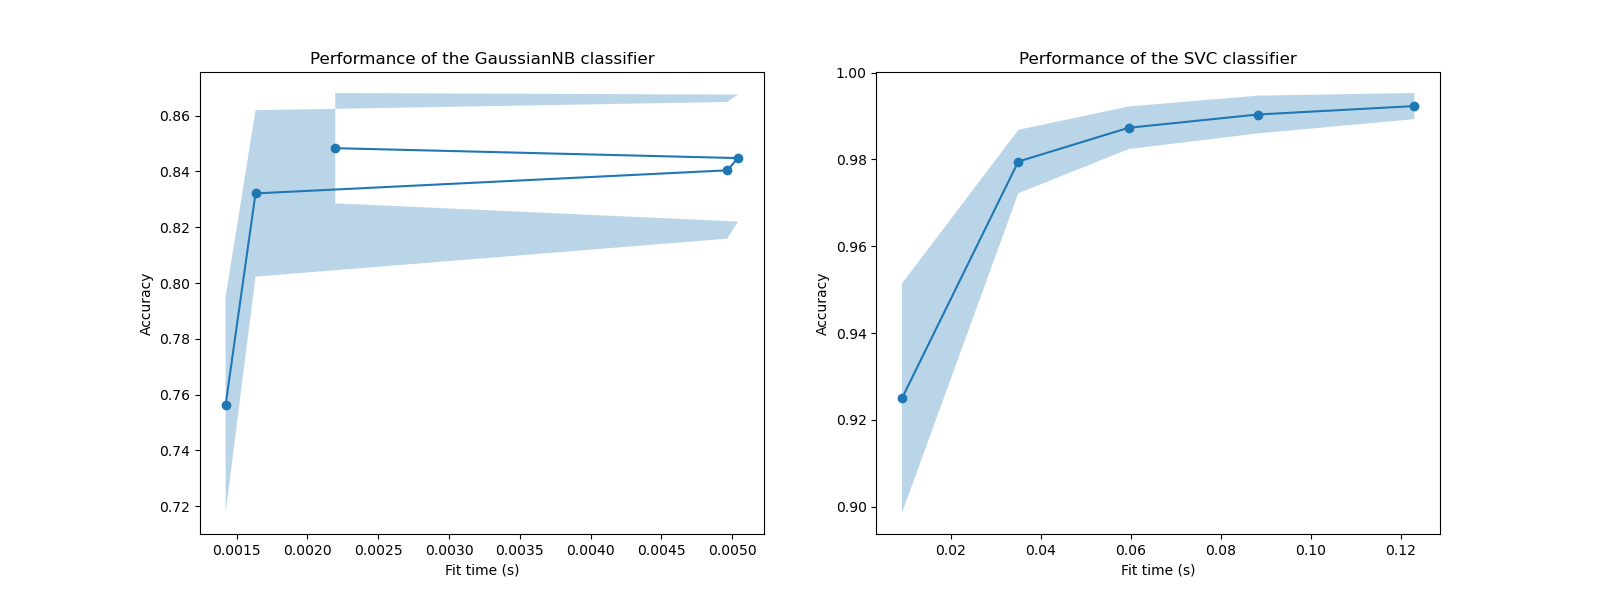 Performance of the GaussianNB classifier
Accuracy
0.86
0.84
0.82
0.80
0.78
0.76
0.74
0.72
0.0015 0.0020 0.0025 0.0030 0.0035 0.0040 0.0045 0.0050
Fit time (s)
Performance of the SVC classifier
Accuracy
1.00
0.98
0.96
0.94
0.92
0.90
0.02 0.04 0.06 0.08 0.10 0.12
Fit time (s)